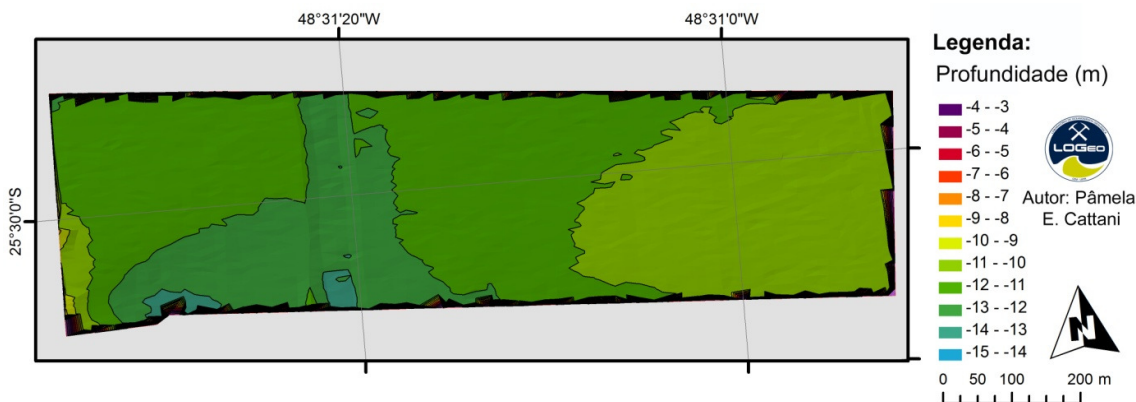 48°31'20"W
48°31'0"W
25°30'0"S
Legenda:
Profundidade (m)
-4 - -3
-5 - -4
-6 - -5
-7 - -6
-8 - -7
-9 - -8
-10 - -9
-11 - -10
-12 - -11
-13 - -12
-14 - -13
-15 - -14
LOGeo
Autor: Pâmela
E. Cattani
N
0 50 100 200 m